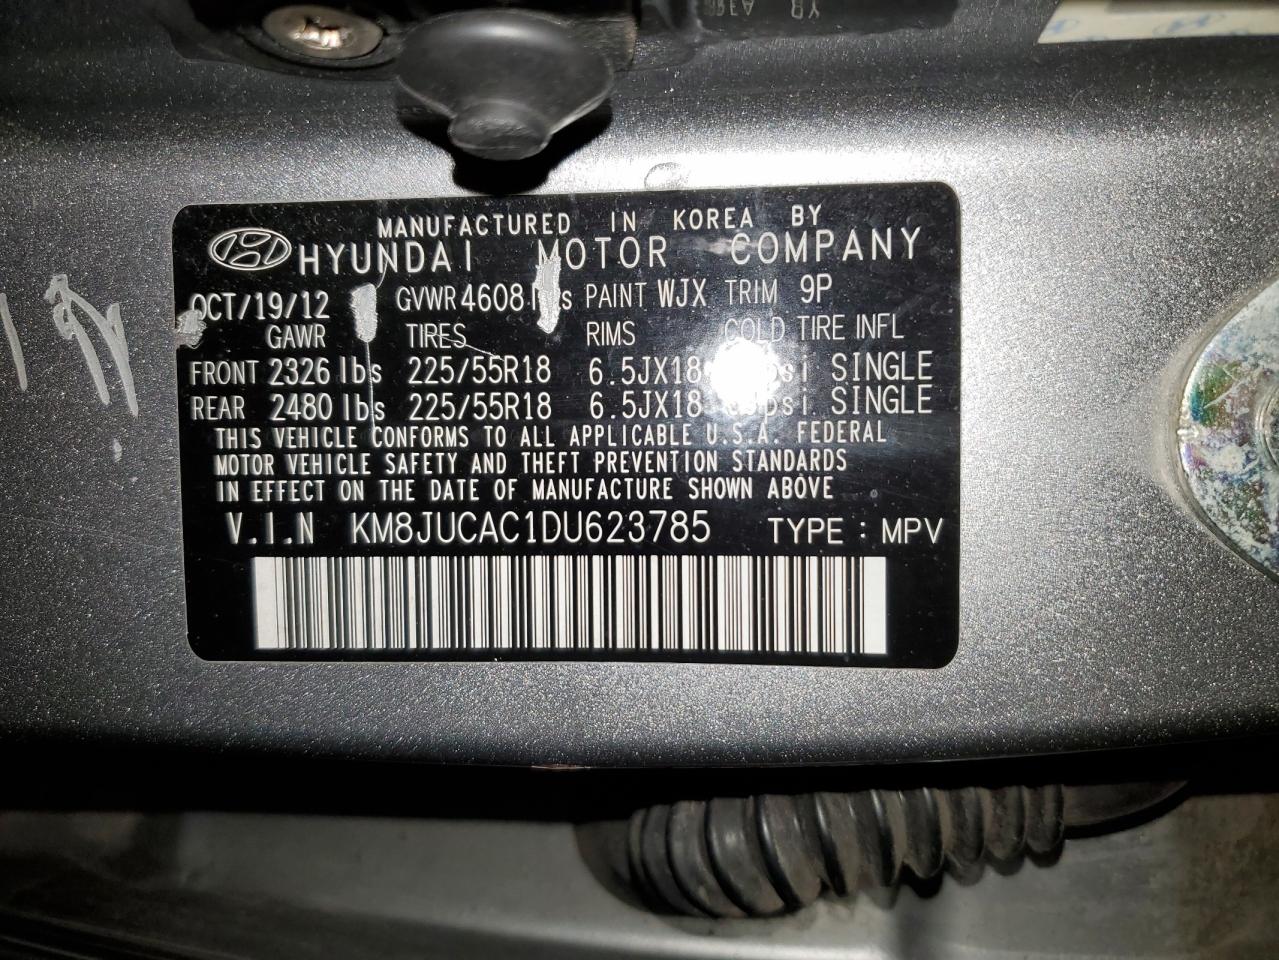 MANUFACTURED IN KOREA BY
HYUNDAI MOTOR COMPANY
OCT/19/12 GVWR 4608 lbs PAINT WJX TRIM 9P
GAWR TIRES RIMS COLD TIRE INFL
FRONT 2326 lbs 225/55R18 6.5JX18 psi SINGLE
REAR 2480 lbs 225/55R18 6.5JX18 psi SINGLE
THIS VEHICLE CONFORMS TO ALL APPLICABLE U.S.A. FEDERAL
MOTOR VEHICLE SAFETY AND THEFT PREVENTION STANDARDS
IN EFFECT ON THE DATE OF MANUFACTURE SHOWN ABOVE
V.I.N KM8JUCAC1DU623785 TYPE : MPV